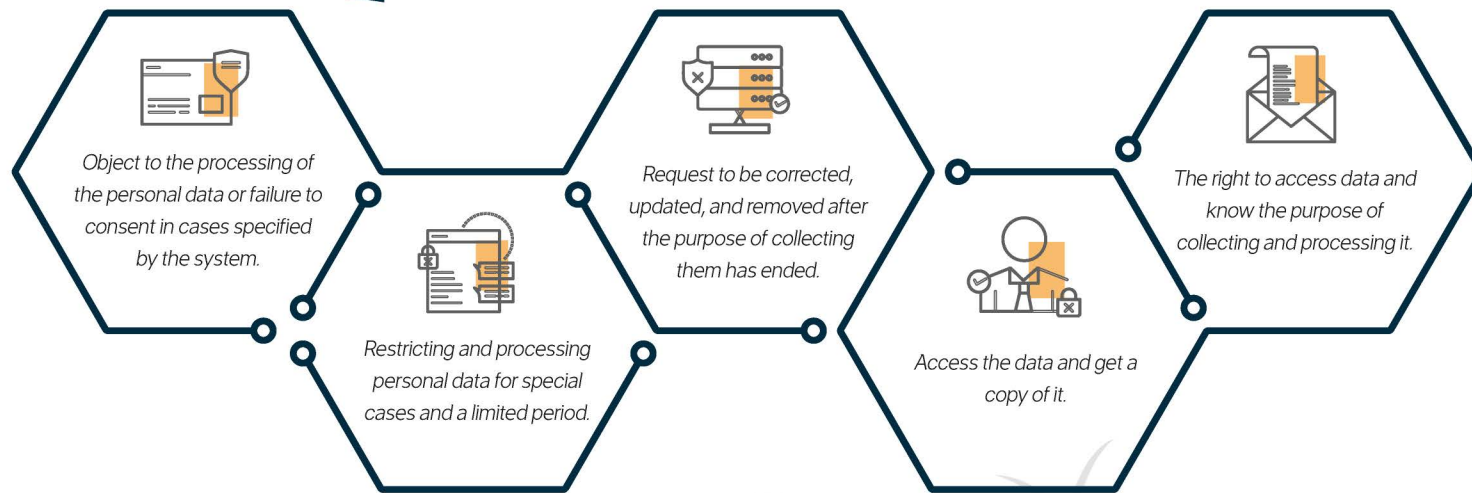 Object to the processing of
the personal data or failure to
consent in cases specified
by the system.
Restricting and processing
personal data for special
cases and a limited period.
Request to be corrected,
updated, and removed after
the purpose of collecting
them has ended.
Access the data and get a
copy of it.
The right to access data and
know the purpose of
collecting and processing it.